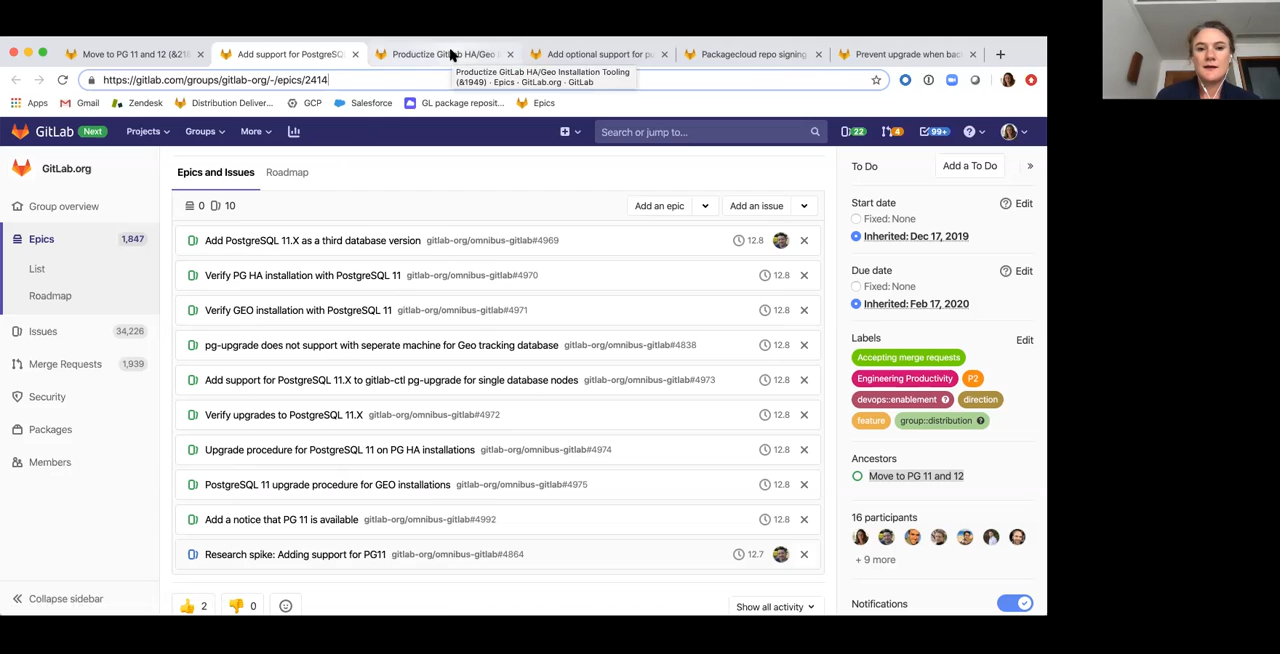 Move to PG 11 and 12 (&21
Add support for PostgreS
Productize GitLab HA/Geo I
Add optional support for p
Packagecloud repo signing
Prevent upgrade when bac
https://gitlab.com/groups/gitlab-org/-/epics/2414
Productize GitLab HA/Geo Installation Tooling
(&1949) · Epics · GitLab.org · GitLab
Apps
Gmail
Zendesk
Distribution Deliver...
GCP
Salesforce
GL package reposit...
Epics
GitLab
Next
Projects
Groups
More
Search or jump to...
22
4
99+
GitLab.org
Group overview
Epics
1,847
List
Roadmap
Issues
34,226
Merge Requests
1,939
Security
Packages
Members
Collapse sidebar
Epics and Issues
Roadmap
0
10
Add an epic
Add an issue
Add PostgreSQL 11.X as a third database version gitlab-org/omnibus-gitlab#4969 12.8
Verify PG HA installation with PostgreSQL 11 gitlab-org/omnibus-gitlab#4970 12.8
Verify GEO installation with PostgreSQL 11 gitlab-org/omnibus-gitlab#4971 12.8
pg-upgrade does not support with seperate machine for Geo tracking database gitlab-org/omnibus-gitlab#4838 12.8
Add support for PostgreSQL 11.X to gitlab-ctl pg-upgrade for single database nodes gitlab-org/omnibus-gitlab#4973 12.8
Verify upgrades to PostgreSQL 11.X gitlab-org/omnibus-gitlab#4972 12.8
Upgrade procedure for PostgreSQL 11 on PG HA installations gitlab-org/omnibus-gitlab#4974 12.8
PostgreSQL 11 upgrade procedure for GEO installations gitlab-org/omnibus-gitlab#4975 12.8
Add a notice that PG 11 is available gitlab-org/omnibus-gitlab#4992 12.8
Research spike: Adding support for PG11 gitlab-org/omnibus-gitlab#4864 12.7
2
0
Show all activity
To Do
Add a To Do
Start date
Edit
Fixed: None
Inherited: Dec 17, 2019
Due date
Edit
Fixed: None
Inherited: Feb 17, 2020
Labels
Edit
Accepting merge requests
Engineering Productivity
P2
devops::enablement
direction
feature
group::distribution
Ancestors
Move to PG 11 and 12
16 participants
+ 9 more
Notifications